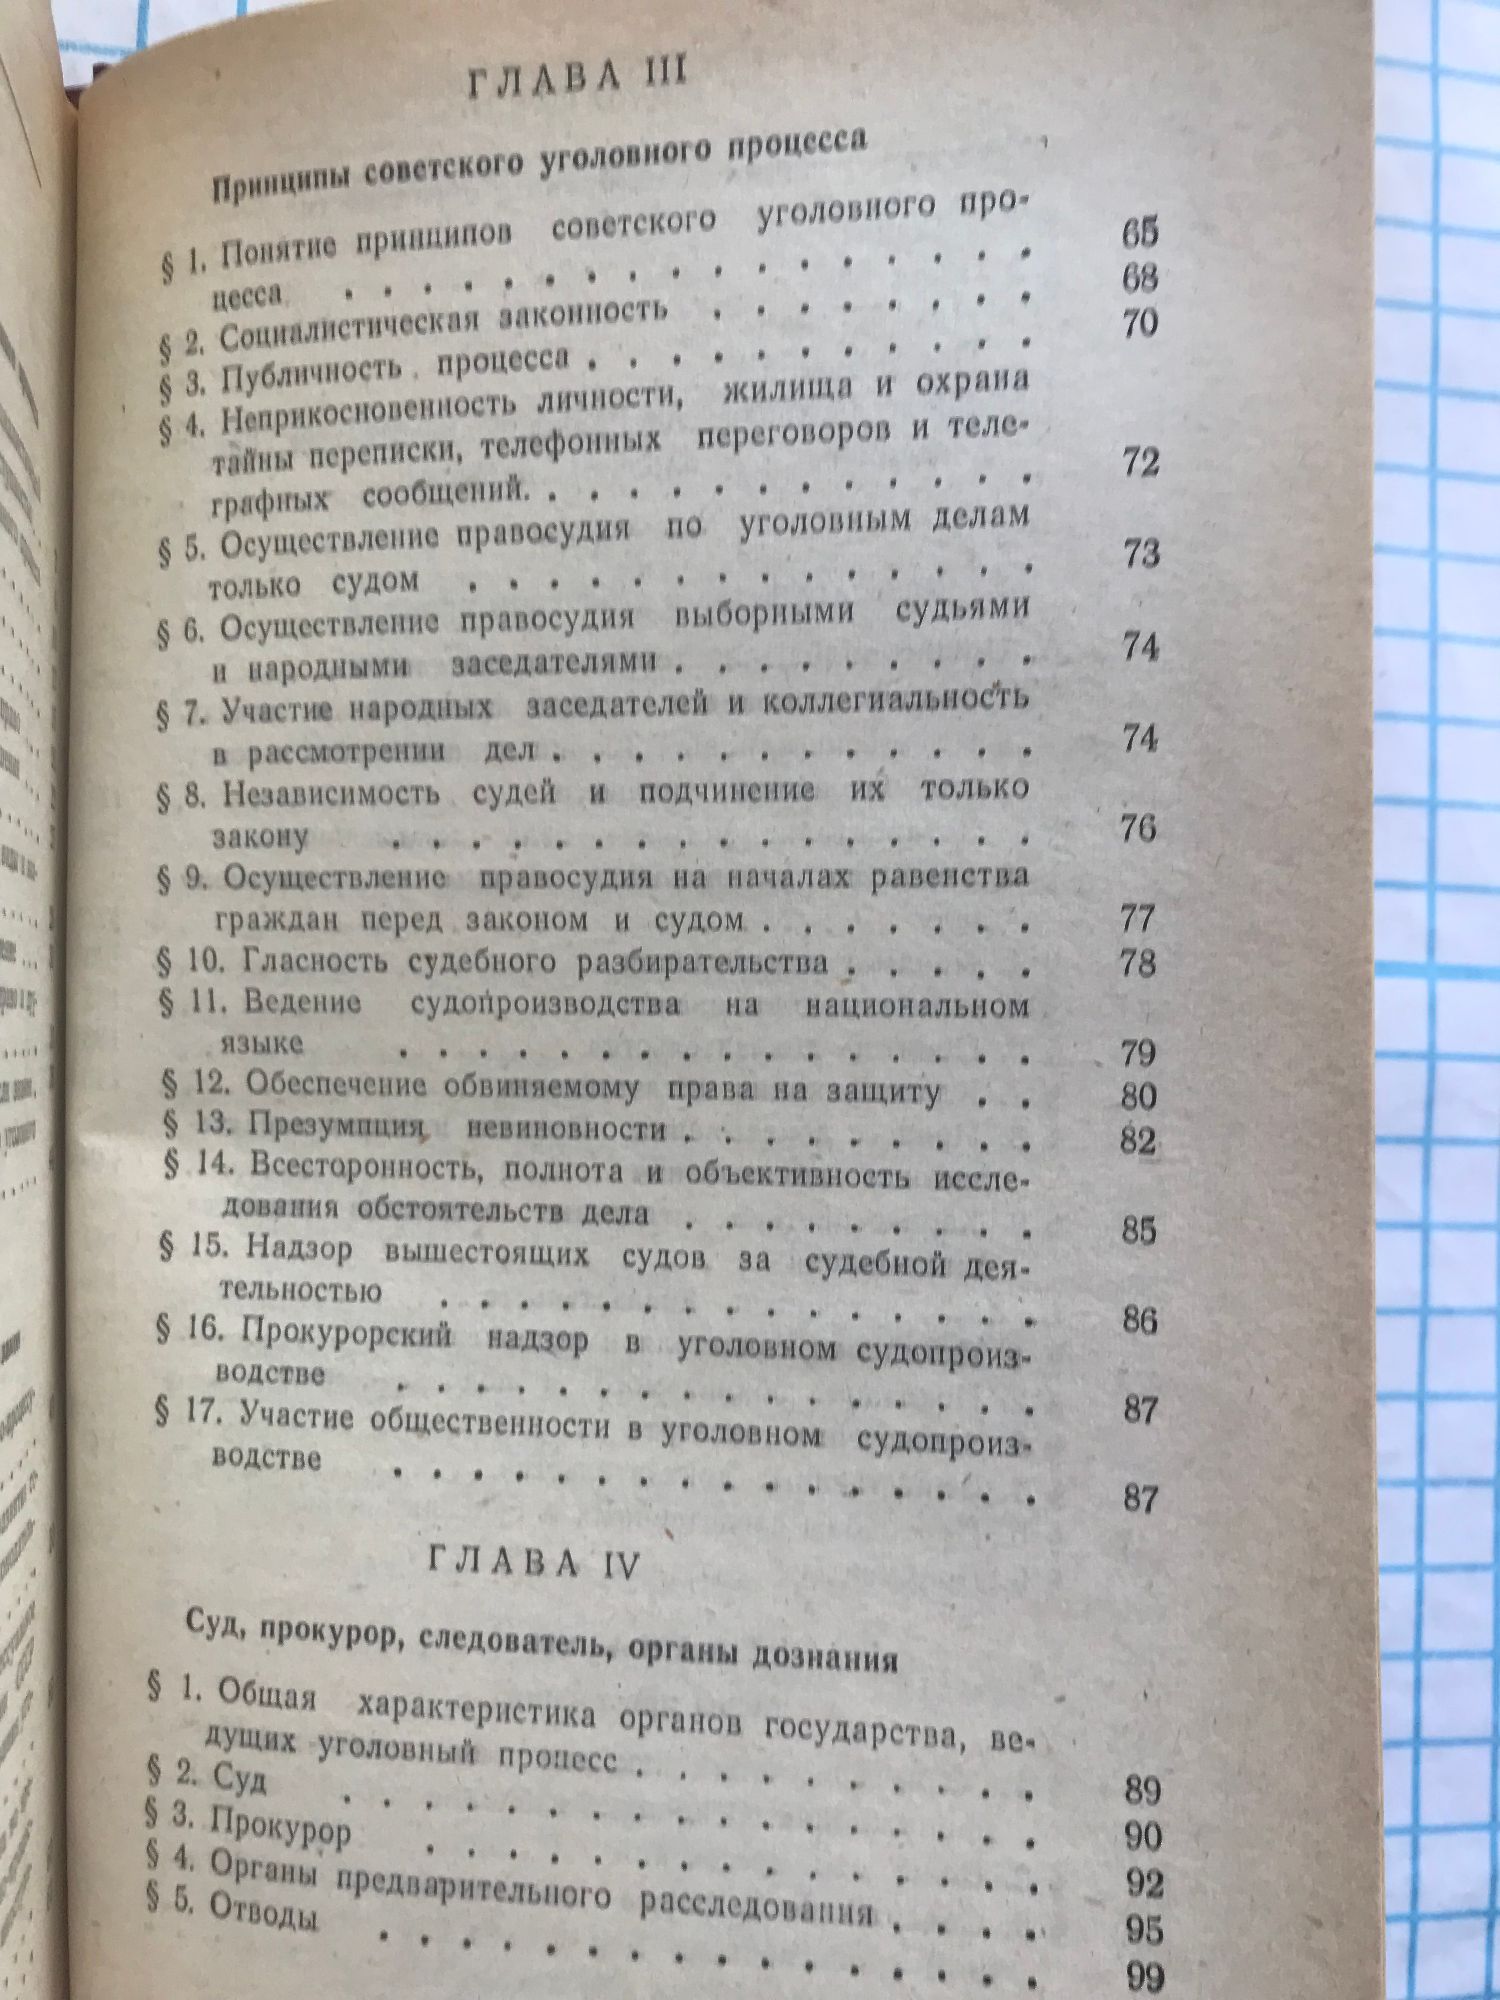 ГЛАВА III
Принципы советского уголовного процесса
§ 1. Понятие принципов советского уголовного про-
цесса . . . . . . . . . . . . . . . . . 65
§ 2. Социалистическая законность . . . . . . . . 68
§ 3. Публичность процесса . . . . . . . . . . . 70
§ 4. Неприкосновенность личности, жилища и охрана
тайны переписки, телефонных переговоров и теле-
графных сообщений. . . . . . . . . . . . . 72
§ 5. Осуществление правосудия по уголовным делам
только судом . . . . . . . . . . . . . . 73
§ 6. Осуществление правосудия выборными судьями
и народными заседателями . . . . . . . . . 74
§ 7. Участие народных заседателей и коллегиальность
в рассмотрении дел . . . . . . . . . . . . 74
§ 8. Независимость судей и подчинение их только
закону . . . . . . . . . . . . . . . . 76
§ 9. Осуществление правосудия на началах равенства
граждан перед законом и судом . . . . . . . 77
§ 10. Гласность судебного разбирательства . . . . . 78
§ 11. Ведение судопроизводства на национальном
языке . . . . . . . . . . . . . . . . 79
§ 12. Обеспечение обвиняемому права на защиту . . 80
§ 13. Презумпция невиновности . . . . . . . . . 82
§ 14. Всесторонность, полнота и объективность иссле-
дования обстоятельств дела . . . . . . . . . 85
§ 15. Надзор вышестоящих судов за судебной дея-
тельностью . . . . . . . . . . . . . . . 86
§ 16. Прокурорский надзор в уголовном судопроиз-
водстве . . . . . . . . . . . . . . . . 87
§ 17. Участие общественности в уголовном судопроиз-
водстве . . . . . . . . . . . . . . . . 87
ГЛАВА IV
Суд, прокурор, следователь, органы дознания
§ 1. Общая характеристика органов государства, ве-
дущих уголовный процесс . . . . . . . . . . 89
§ 2. Суд . . . . . . . . . . . . . . . . . 90
§ 3. Прокурор . . . . . . . . . . . . . . . 92
§ 4. Органы предварительного расследования . . . . 95
§ 5. Отводы . . . . . . . . . . . . . . . . 99